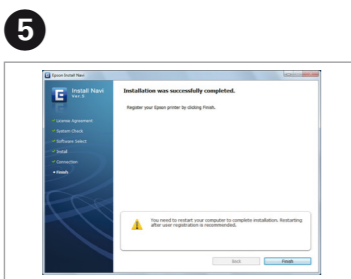 5
Epson Install Navi
Install Navi
Ver. 3
Installation was successfully completed.
Register your Epson printer by clicking Finish.
License Agreement
System Check
Software Select
Install
Connection
Finish
You need to restart your computer to complete installation. Restarting
after user registration is recommended.
Back
Finish